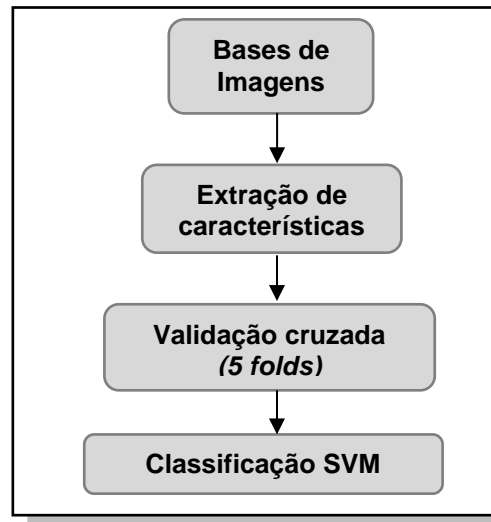 Bases de
Imagens
Extração de
características
Validação cruzada
(5 folds)
Classificação SVM